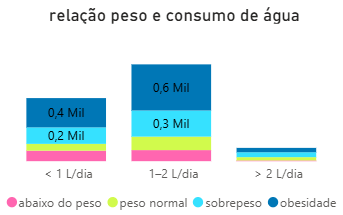 relação peso e consumo de água
0,4 Mil
0,2 Mil
0,6 Mil
0,3 Mil
< 1 L/dia
1–2 L/dia
> 2 L/dia
abaixo do peso peso normal sobrepeso obesidade